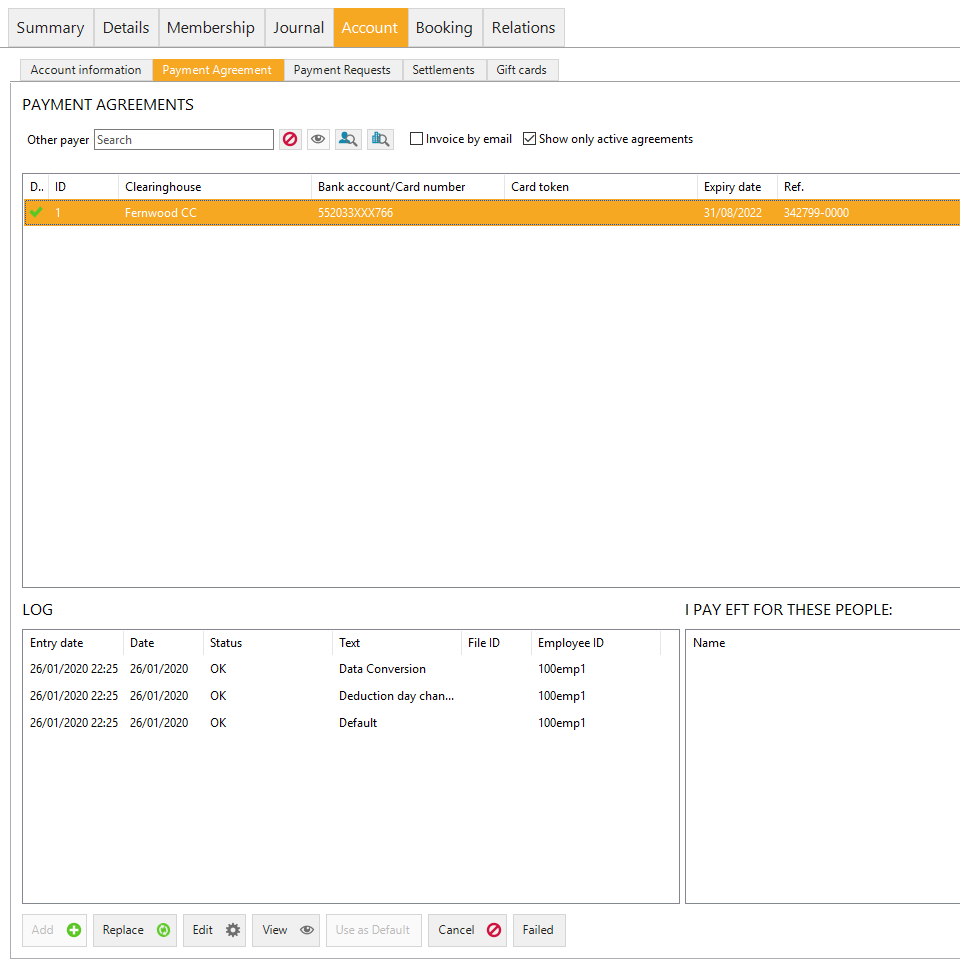 Summary Details Membership Journal Account Booking Relations
Account information Payment Agreement Payment Requests Settlements Gift cards
PAYMENT AGREEMENTS
Other payer Search Invoice by email Show only active agreements
D.. ID Clearinghouse Bank account/Card number Card token Expiry date Ref.
1 Fernwood CC 552033XXX766 31/08/2022 342799-0000
LOG
Entry date Date Status Text File ID Employee ID
26/01/2020 22:25 26/01/2020 OK Data Conversion 100emp1
26/01/2020 22:25 26/01/2020 OK Deduction day chan... 100emp1
26/01/2020 22:25 26/01/2020 OK Default 100emp1
I PAY EFT FOR THESE PEOPLE:
Name
Add Replace Edit View Use as Default Cancel Failed